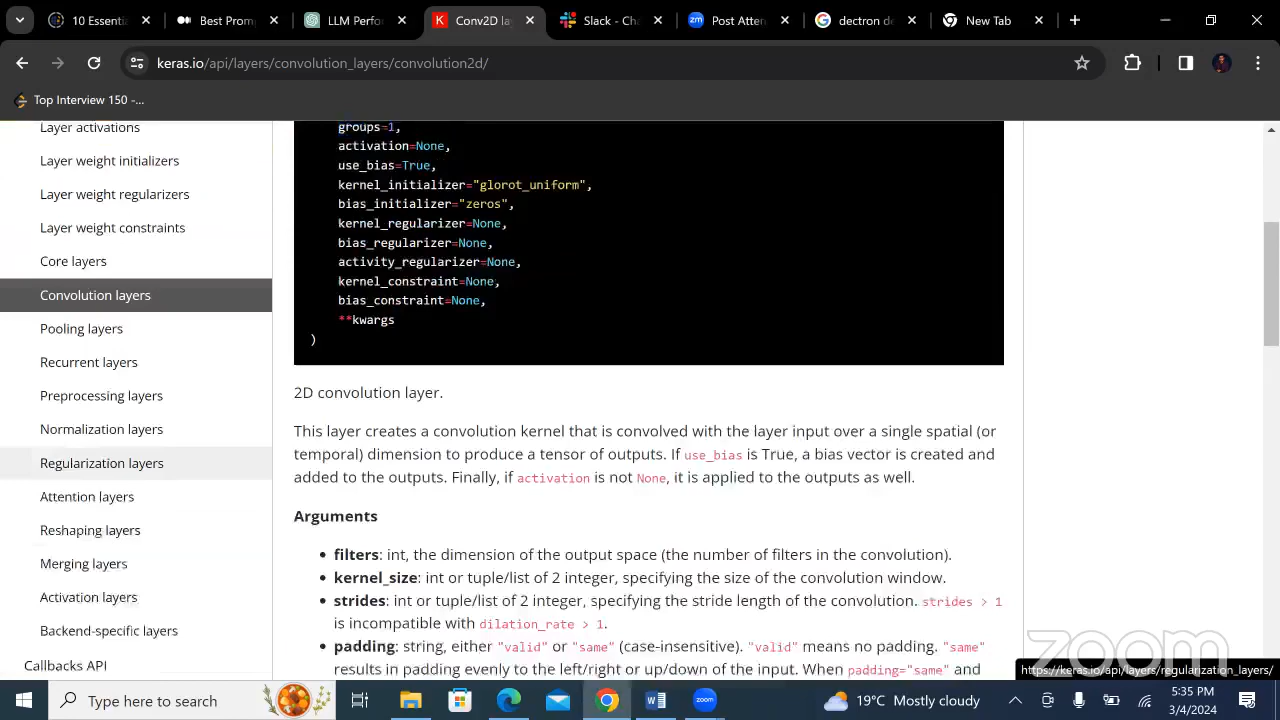 10 Essentia
Best Promp
LLM Perfo
Conv2D la
Slack - Cha
Post Atten
dectron de
New Tab
keras.io/api/layers/convolution_layers/convolution2d/
Top Interview 150 -...
Layer activations
Layer weight initializers
Layer weight regularizers
Layer weight constraints
Core layers
Convolution layers
Pooling layers
Recurrent layers
Preprocessing layers
Normalization layers
Regularization layers
Attention layers
Reshaping layers
Merging layers
Activation layers
Backend-specific layers
Callbacks API
groups=1,
activation=None,
use_bias=True,
kernel_initializer="glorot_uniform",
bias_initializer="zeros",
kernel_regularizer=None,
bias_regularizer=None,
activity_regularizer=None,
kernel_constraint=None,
bias_constraint=None,
**kwargs
)
2D convolution layer.
This layer creates a convolution kernel that is convolved with the layer input over a single spatial (or
temporal) dimension to produce a tensor of outputs. If use_bias is True, a bias vector is created and
added to the outputs. Finally, if activation is not None, it is applied to the outputs as well.
Arguments
• filters: int, the dimension of the output space (the number of filters in the convolution).
• kernel_size: int or tuple/list of 2 integer, specifying the size of the convolution window.
• strides: int or tuple/list of 2 integer, specifying the stride length of the convolution. strides > 1
is incompatible with dilation_rate > 1.
• padding: string, either "valid" or "same" (case-insensitive). "valid" means no padding. "same"
results in padding evenly to the left/right or up/down of the input. When padding="same" and
zoom
https://keras.io/api/layers/regularization_layers/
Type here to search
zoom
19°C Mostly cloudy
5:35 PM
3/4/2024